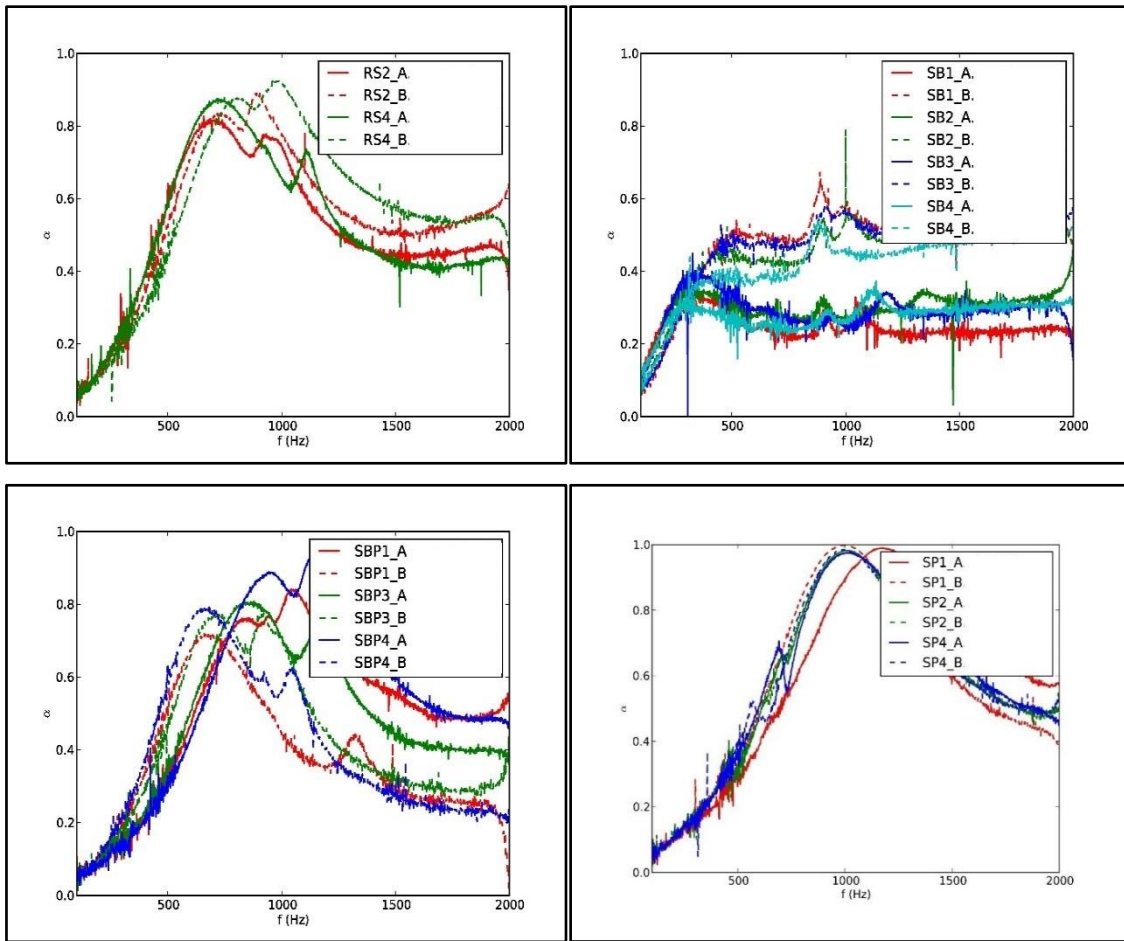 1.0
0.8
0.6
0.4
0.2
0.0
α
500 1000 1500 2000
f (Hz)
RS2_A.
RS2_B.
RS4_A.
RS4_B.
1.0
0.8
0.6
0.4
0.2
0.0
α
500 1000 1500 2000
f (Hz)
SB1_A.
SB1_B.
SB2_A.
SB2_B.
SB3_A.
SB3_B.
SB4_A.
SB4_B.
1.0
0.8
0.6
0.4
0.2
0.0
α
500 1000 1500 2000
f (Hz)
SBP1_A
SBP1_B
SBP3_A
SBP3_B
SBP4_A
SBP4_B
1.0
0.8
0.6
0.4
0.2
0.0
α
500 1000 1500 2000
f (Hz)
SP1_A
SP1_B
SP2_A
SP2_B
SP4_A
SP4_B